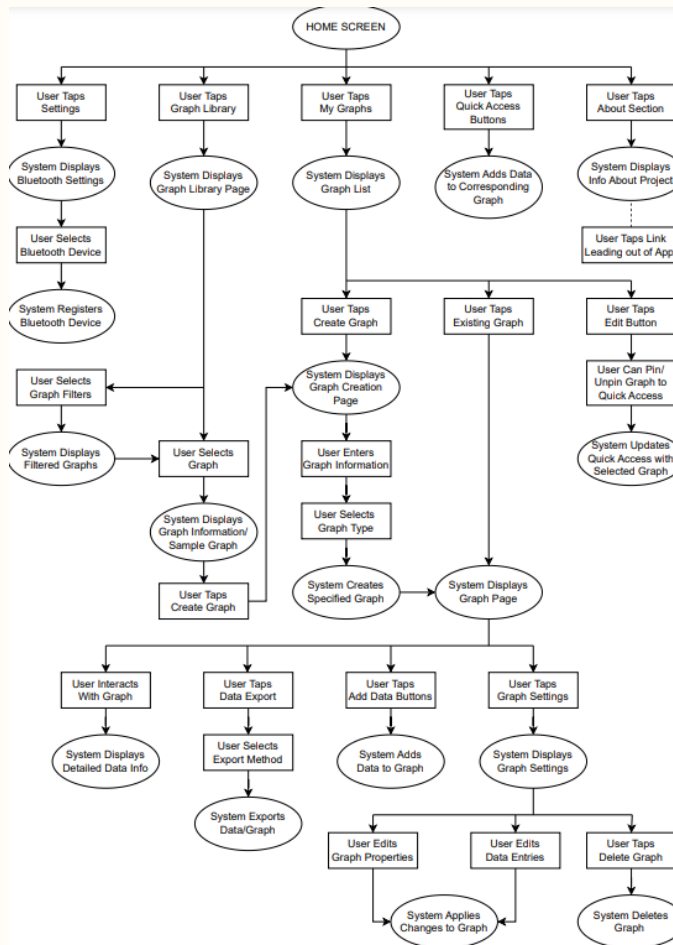 HOME SCREEN
User Taps
Settings
User Taps
Graph Library
User Taps
My Graphs
User Taps
Quick Access
Buttons
User Taps
About Section
System Displays
Bluetooth Settings
System Displays
Graph Library Page
System Displays
Graph List
System Adds Data
to Corresponding
Graph
System Displays
Info About Project
User Selects
Bluetooth Device
User Taps Link
Leading out of App
System Registers
Bluetooth Device
User Taps
Create Graph
User Taps
Existing Graph
User Taps
Edit Button
User Selects
Graph Filters
System Displays
Graph Creation
Page
User Can Pin/
Unpin Graph to
Quick Access
System Displays
Filtered Graphs
User Selects
Graph
User Enters
Graph Information
System Updates
Quick Access with
Selected Graph
System Displays
Graph Information/
Sample Graph
User Selects
Graph Type
User Taps
Create Graph
System Creates
Specified Graph
System Displays
Graph Page
User Interacts
With Graph
User Taps
Data Export
User Taps
Add Data Buttons
User Taps
Graph Settings
System Displays
Detailed Data Info
User Selects
Export Method
System Adds
Data to Graph
System Displays
Graph Settings
System Exports
Data/Graph
User Edits
Graph Properties
User Edits
Data Entries
User Taps
Delete Graph
System Applies
Changes to Graph
System Deletes
Graph